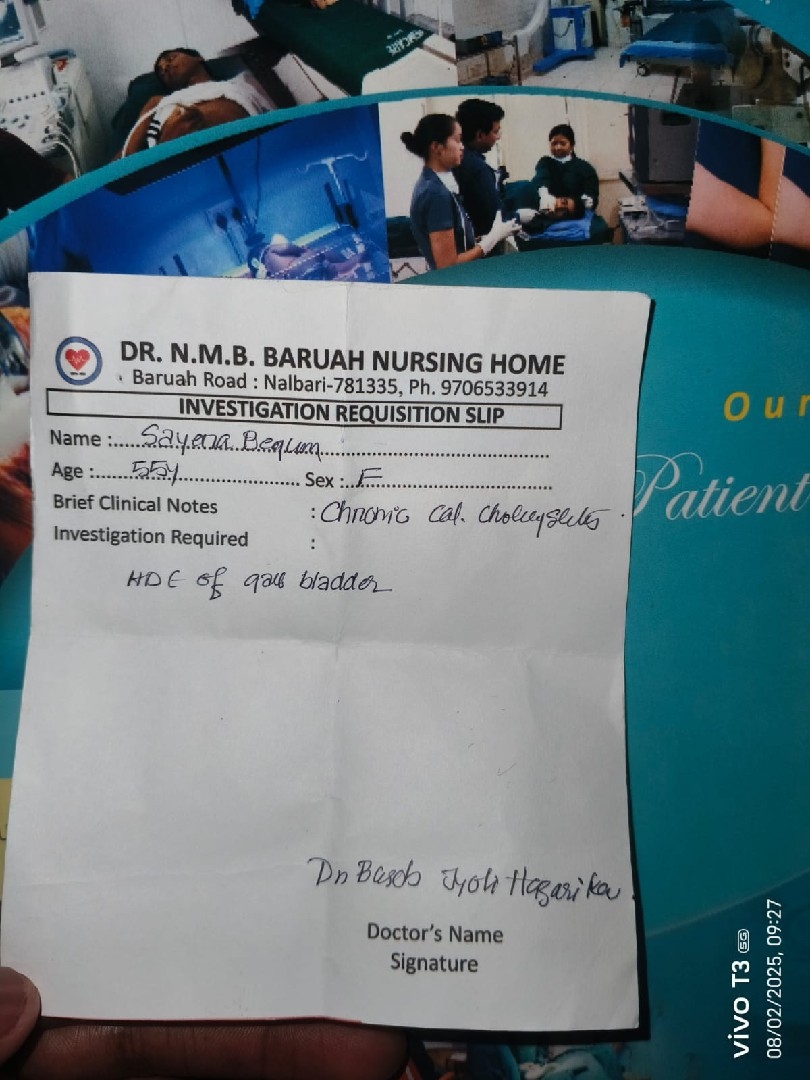 DR. N.M.B. BARUAH NURSING HOME
Baruah Road : Nalbari-781335, Ph. 9706533914
INVESTIGATION REQUISITION SLIP
Name : Sayera Begum
Age : 55y Sex : F
Brief Clinical Notes : Chronic Cal. Cholecystitis
Investigation Required :
HDE of gall bladder
Dr Basob Jyoti Hazarika
Doctor's Name
Signature
Our
Patient
vivo T3 5G
08/02/2025, 09:27